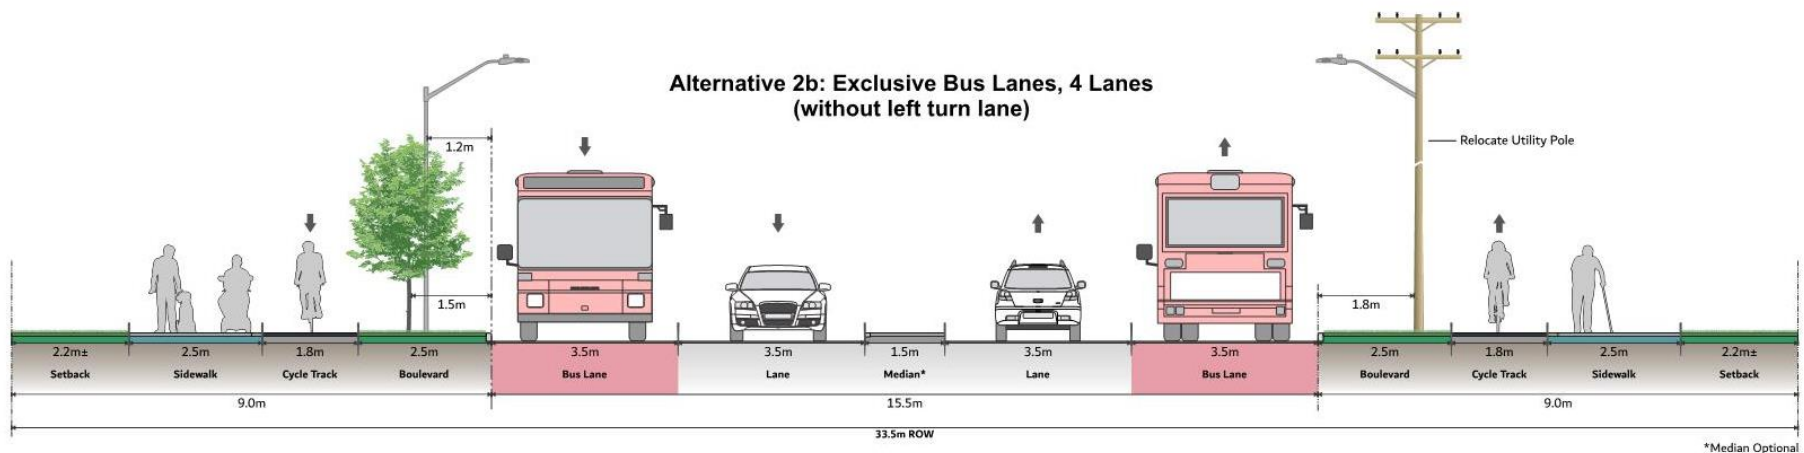 Alternative 2b: Exclusive Bus Lanes, 4 Lanes
(without left turn lane)
1.2m
Relocate Utility Pole
1.5m
1.8m
2.2m± 2.5m 1.8m 2.5m 3.5m 3.5m 1.5m 3.5m 3.5m 2.5m 1.8m 2.5m 2.2m±
Setback Sidewalk Cycle Track Boulevard Bus Lane Lane Median* Lane Bus Lane Boulevard Cycle Track Sidewalk Setback
9.0m 15.5m 9.0m
33.5m ROW
*Median Optional